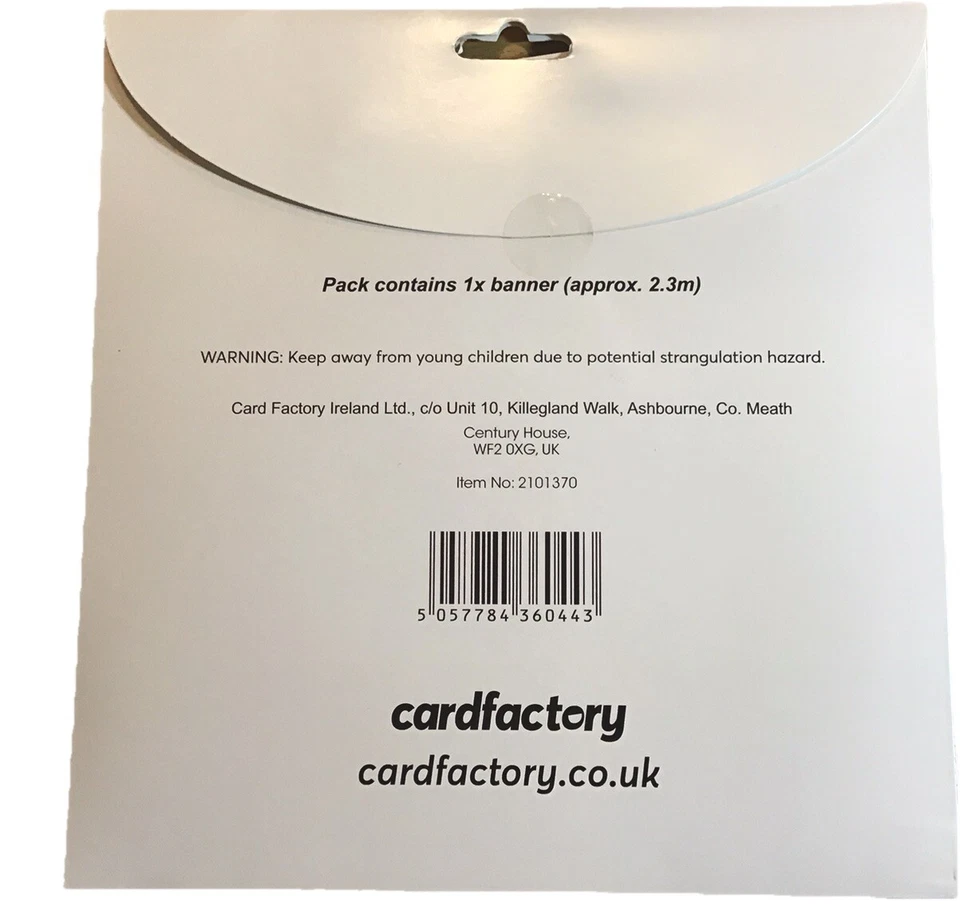 Pack contains 1x banner (approx. 2.3m)
WARNING: Keep away from young children due to potential strangulation hazard.
Card Factory Ireland Ltd., c/o Unit 10, Killegland Walk, Ashbourne, Co. Meath
Century House,
WF2 0XG, UK
Item No: 2101370
5 057784 360443
cardfactory
cardfactory.co.uk